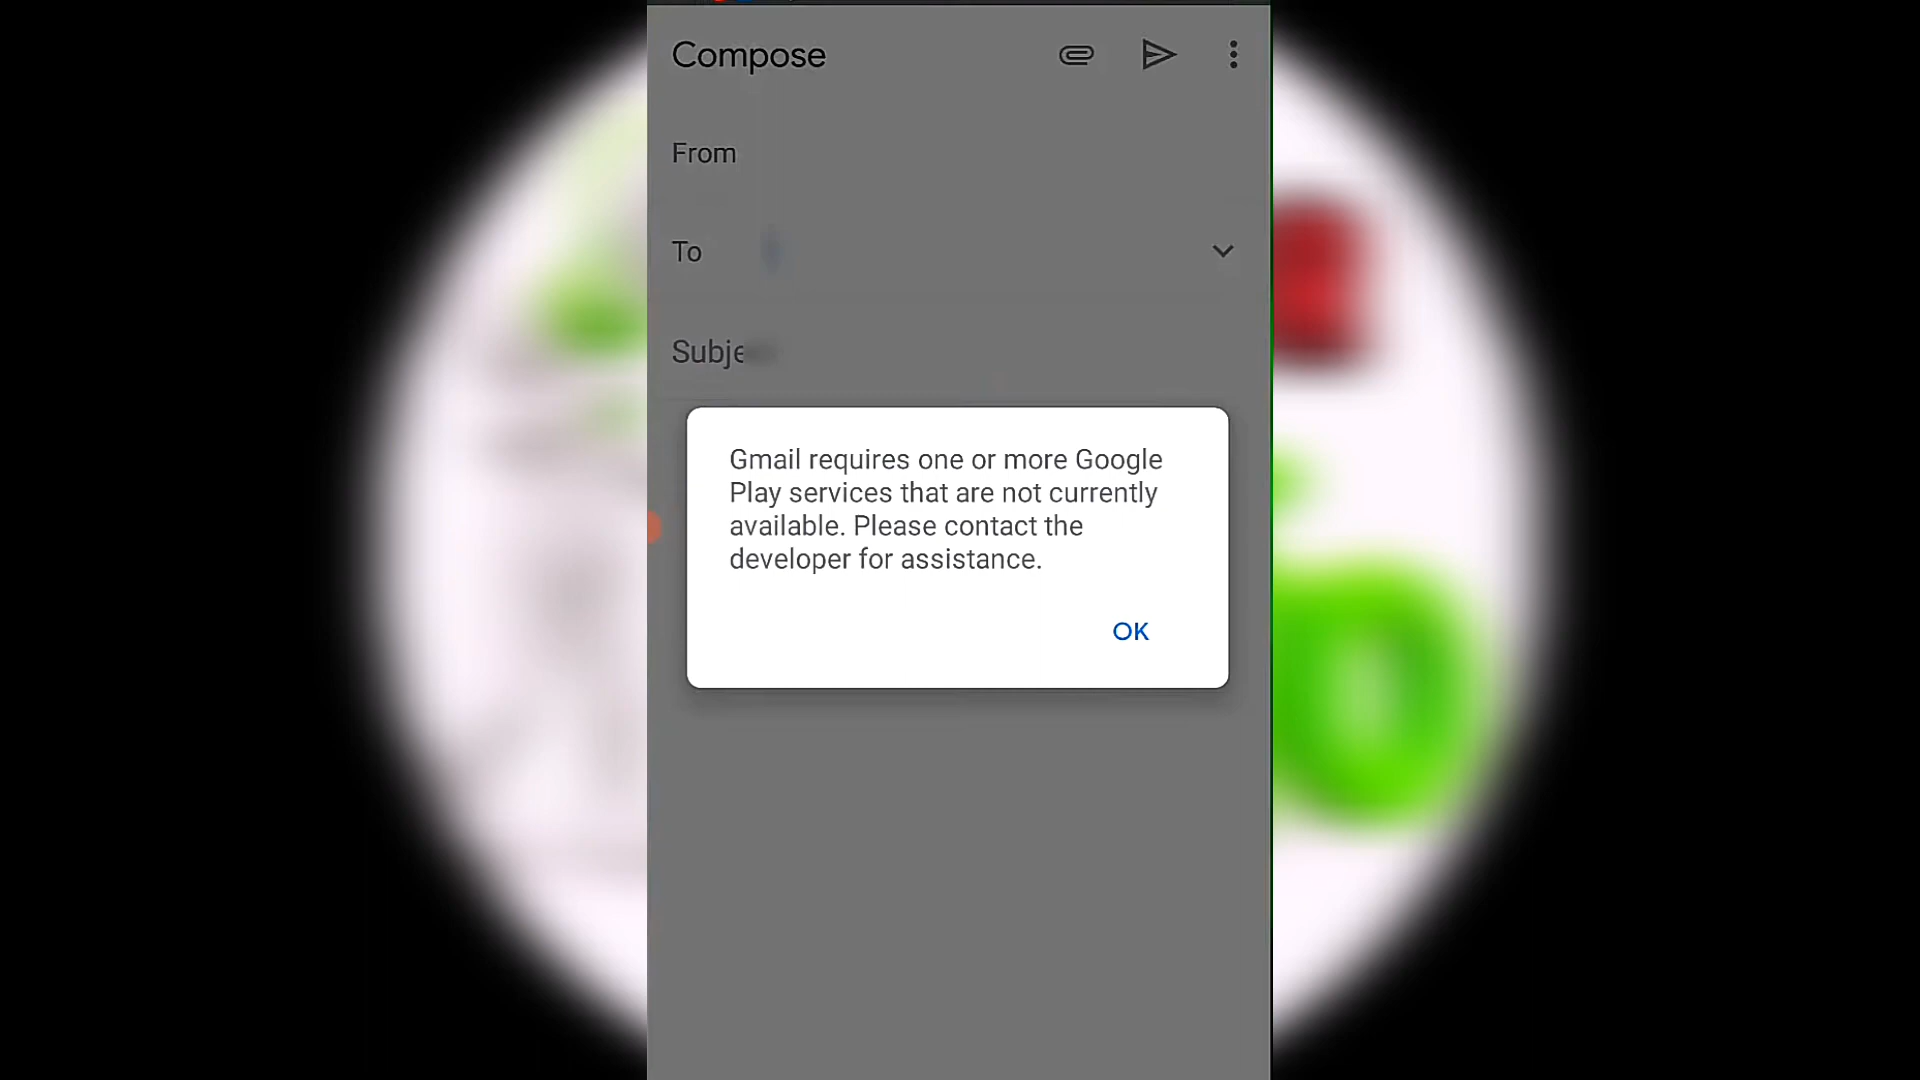 Compose
From
To
Gmail requires one or more Google
Play services that are not currently
available. Please contact the
developer for assistance.
OK